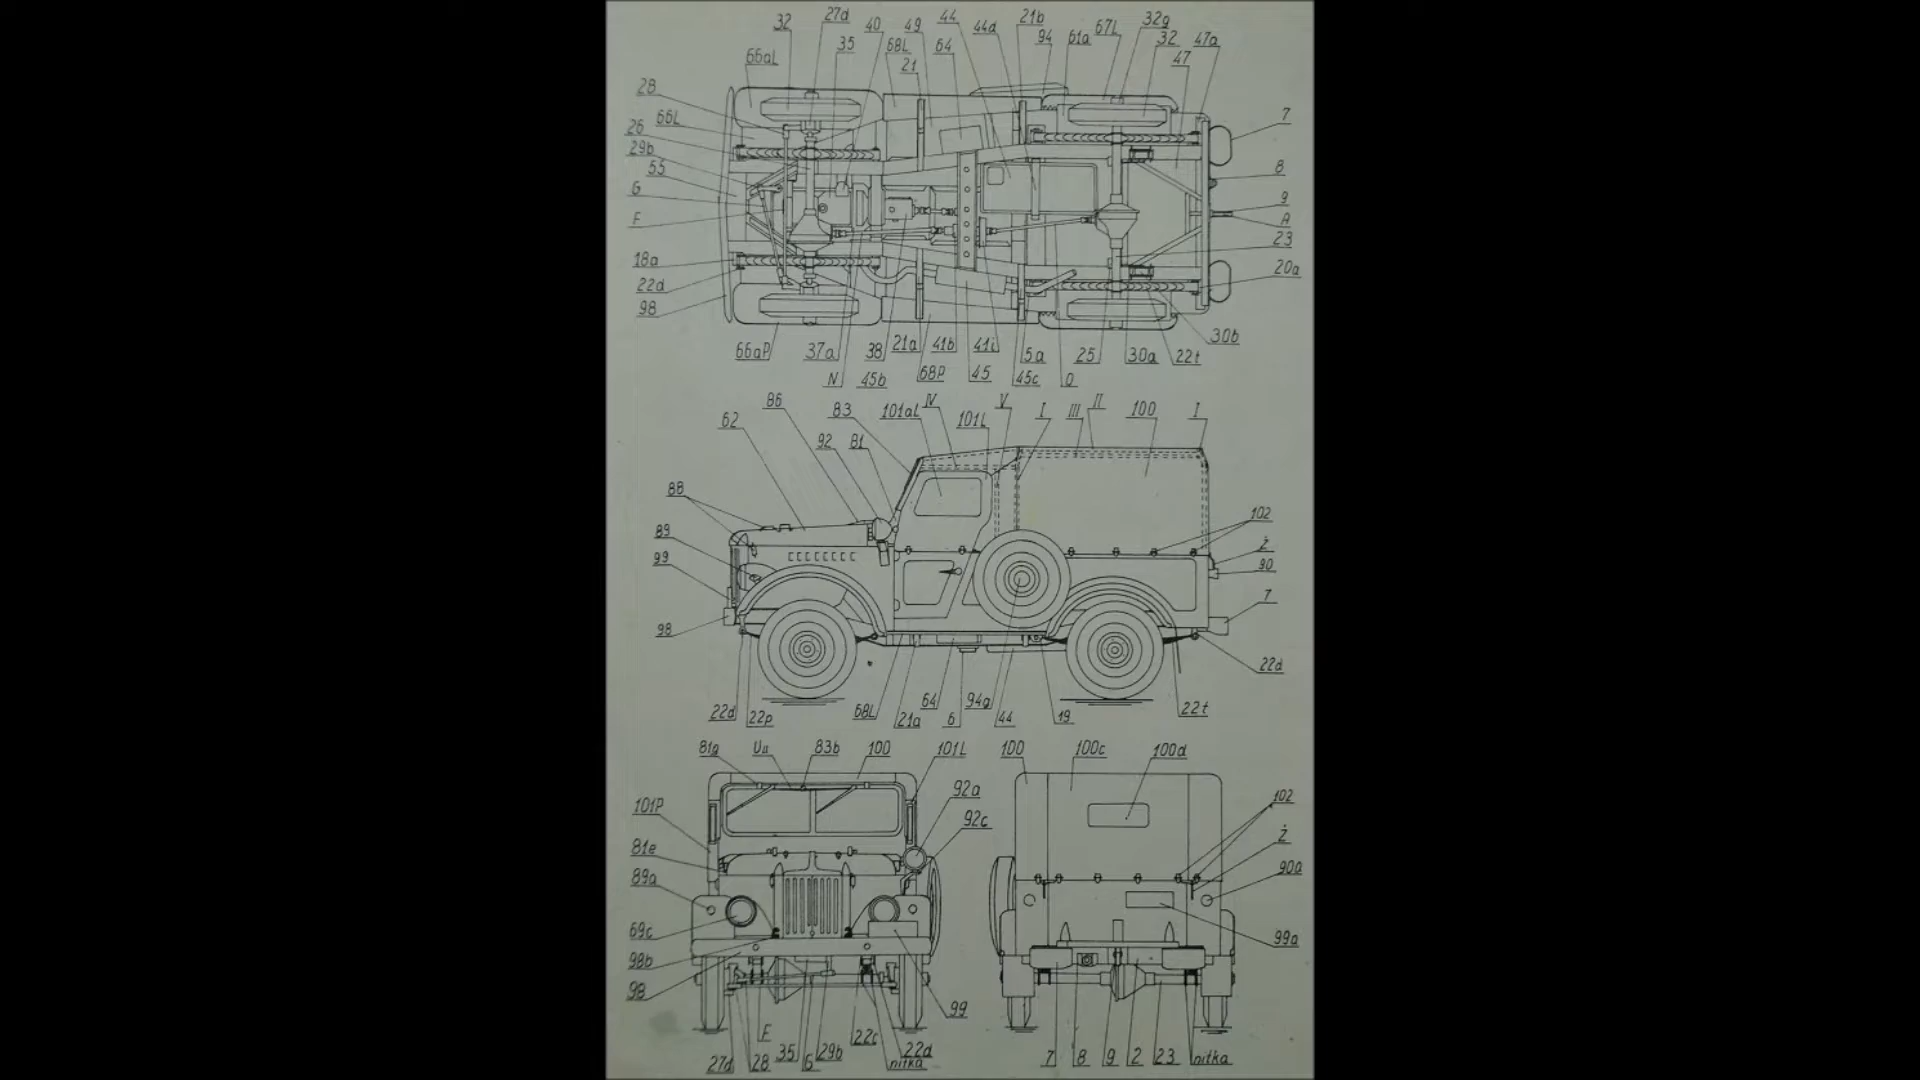 32 27d 40 49 44 44d 21b 94 61a 67L 32g 32 47a
66aL 35 68L 21 64 47
28
66L
26
29b
55
G
F
18a
22d
98
7
8
9
A
23
20a
30b
66aP 37a 38 21a 41b 41i 5a 25 30a 22t
N 45b 68P 45 45c O
86 83 101aL IV 101L V I III II 100 I
62 92 81
88
89
99
98
102
Ż
90
7
22d
22d 22p 68L 21a 64 6 94g 44 19 22t
81g Uu 83b 100 101L 100 100c 100d
101P
81e
89a
69c
98b
98
92a
92c
99
102
Ż
90a
99a
27d 28 F 35 6 29b 22c 22d nitka
7 8 9 2 23 nitka